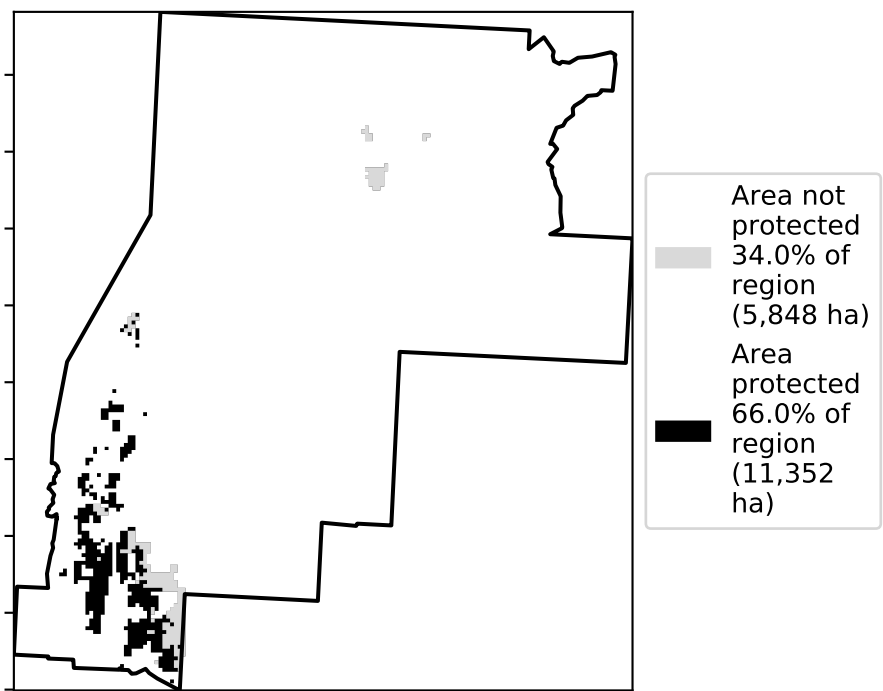 Area not
protected
34.0% of
region
(5,848 ha)
Area
protected
66.0% of
region
(11,352
ha)